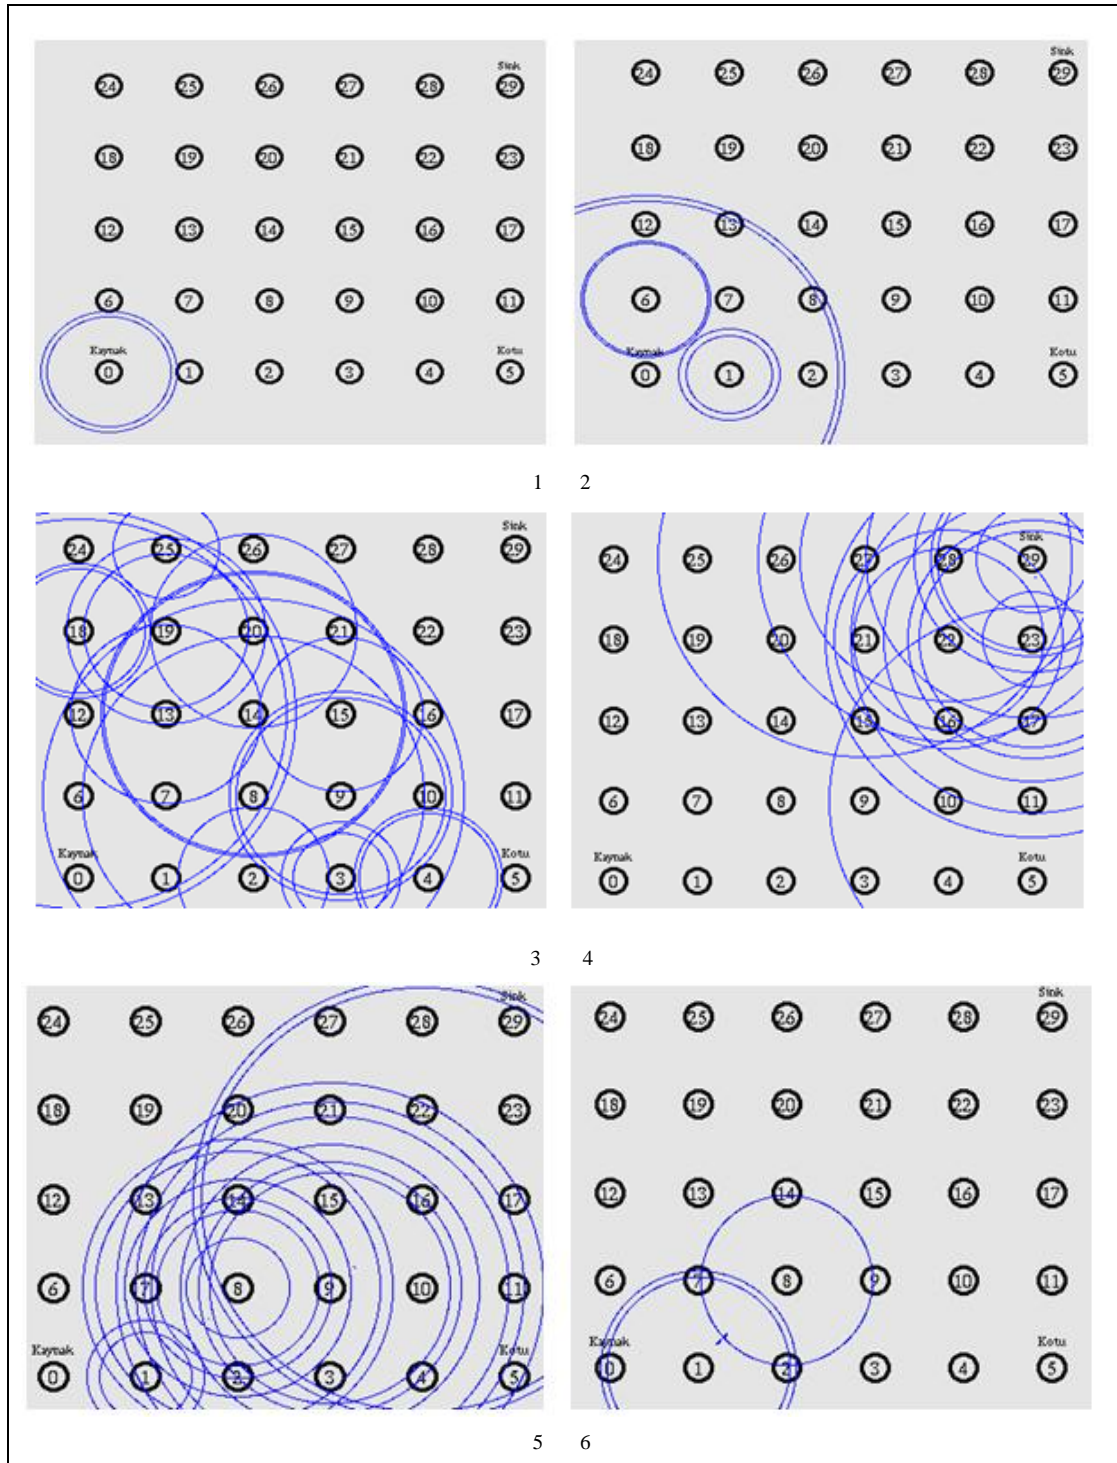 Sink
24 25 26 27 28 29
18 19 20 21 22 23
12 13 14 15 16 17
6 7 8 9 10 11
Kaynak Kotu
0 1 2 3 4 5
Sink
24 25 26 27 28 29
18 19 20 21 22 23
12 13 14 15 16 17
6 7 8 9 10 11
Kaynak Kotu
0 1 2 3 4 5
1 2
Sink
24 25 26 27 28 29
18 19 20 21 22 23
12 13 14 15 16 17
6 7 8 9 10 11
Kaynak Kotu
0 1 2 3 4 5
Sink
24 25 26 27 28 29
18 19 20 21 22 23
12 13 14 15 16 17
6 7 8 9 10 11
Kaynak Kotu
0 1 2 3 4 5
3 4
Sink
24 25 26 27 28 29
18 19 20 21 22 23
12 13 14 15 16 17
6 7 8 9 10 11
Kaynak Kotu
0 1 2 3 4 5
Sink
24 25 26 27 28 29
18 19 20 21 22 23
12 13 14 15 16 17
6 7 8 9 10 11
Kaynak Kotu
0 1 2 3 4 5
5 6